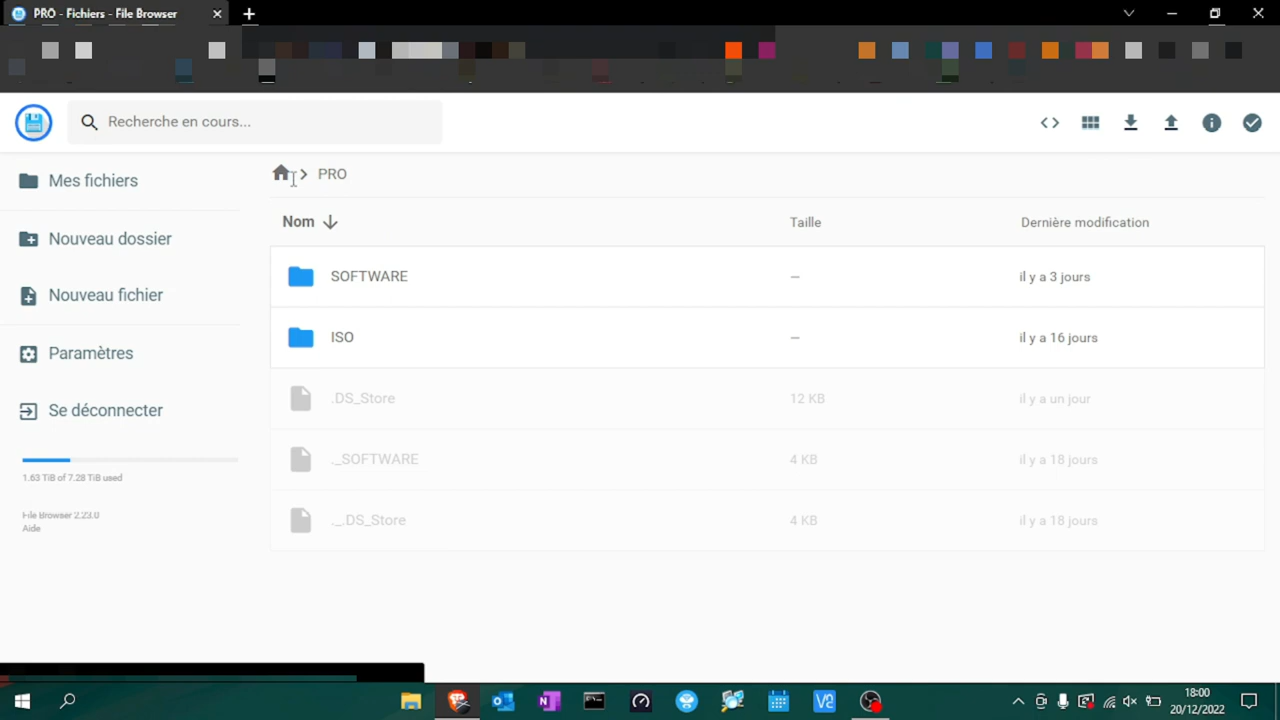 PRO - Fichiers - File Browser
Recherche en cours...
Mes fichiers
Nouveau dossier
Nouveau fichier
Paramètres
Se déconnecter
1.63 TiB of 7.28 TiB used
File Browser 2.23.0
Aide
PRO
Nom Taille Dernière modification
SOFTWARE — il y a 3 jours
ISO — il y a 16 jours
.DS_Store 12 KB il y a un jour
._SOFTWARE 4 KB il y a 18 jours
._.DS_Store 4 KB il y a 18 jours
18:00
20/12/2022